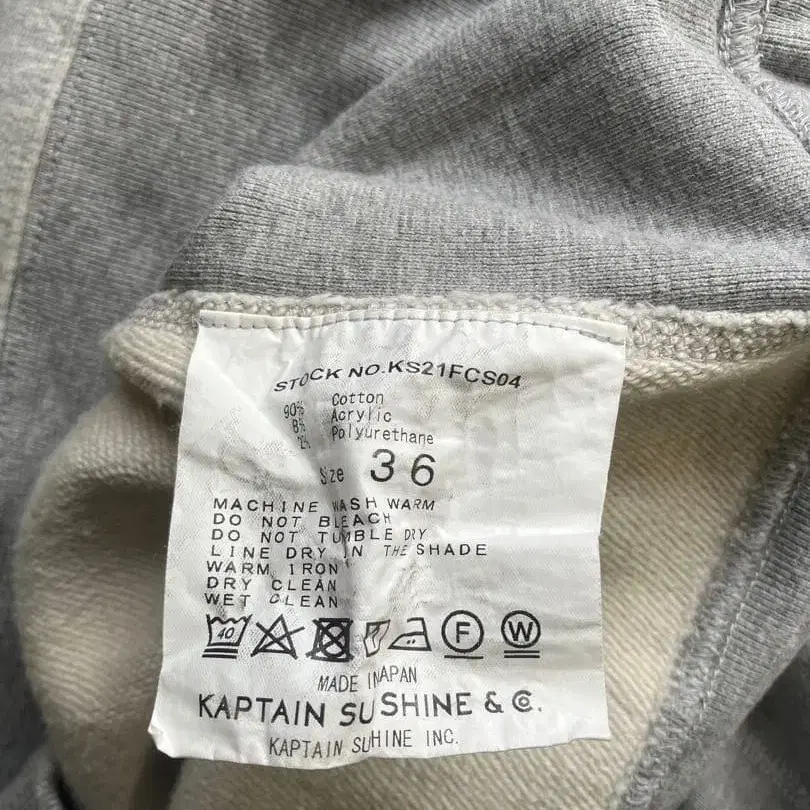 STOCK NO.KS21FCS04
90% Cotton
8% Acrylic
2% Polyurethane
Size 36
MACHINE WASH WARM
DO NOT BLEACH
DO NOT TUMBLE DRY
LINE DRY IN THE SHADE
WARM IRON
DRY CLEAN
WET CLEAN
40 F W
MADE IN JAPAN
KAPTAIN SUNSHINE & Co.
KAPTAIN SUNSHINE INC.